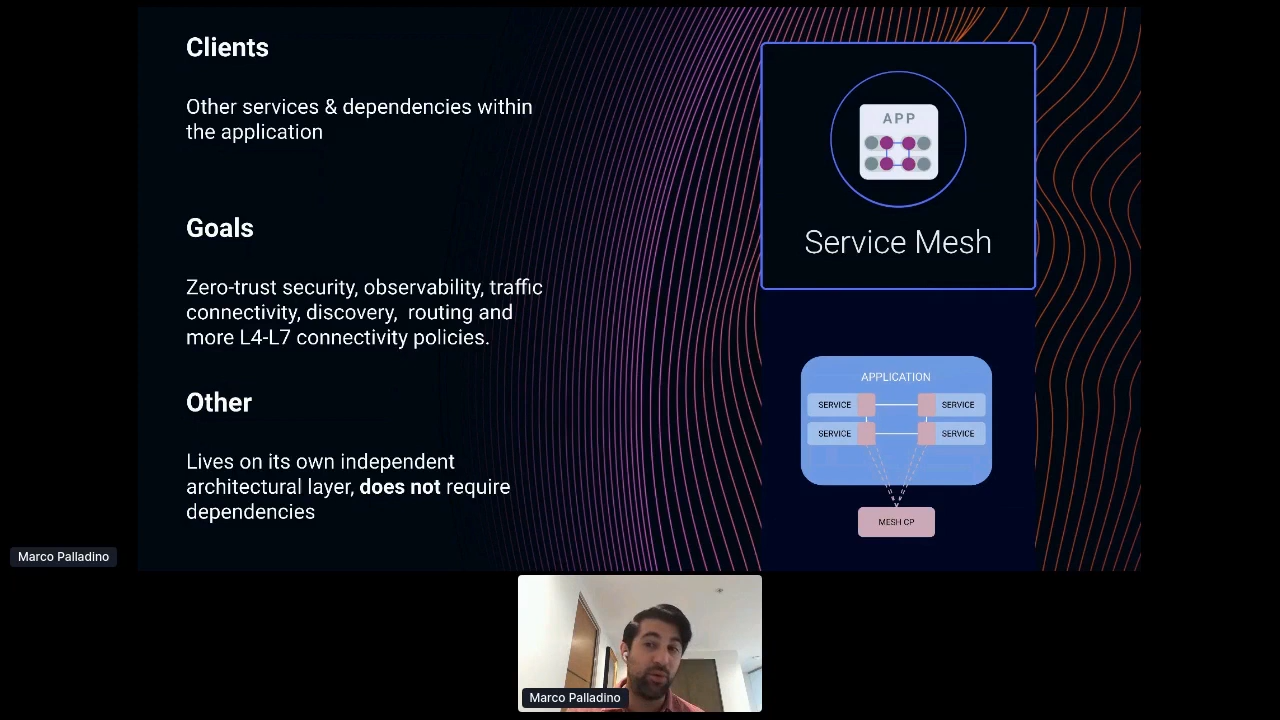 Clients
Other services & dependencies within
the application
Goals
Zero-trust security, observability, traffic
connectivity, discovery,  routing and
more L4-L7 connectivity policies.
Other
Lives on its own independent
architectural layer, does not require
dependencies
APP
Service Mesh
APPLICATION
SERVICE SERVICE
SERVICE SERVICE
MESH CP
Marco Palladino
Marco Palladino